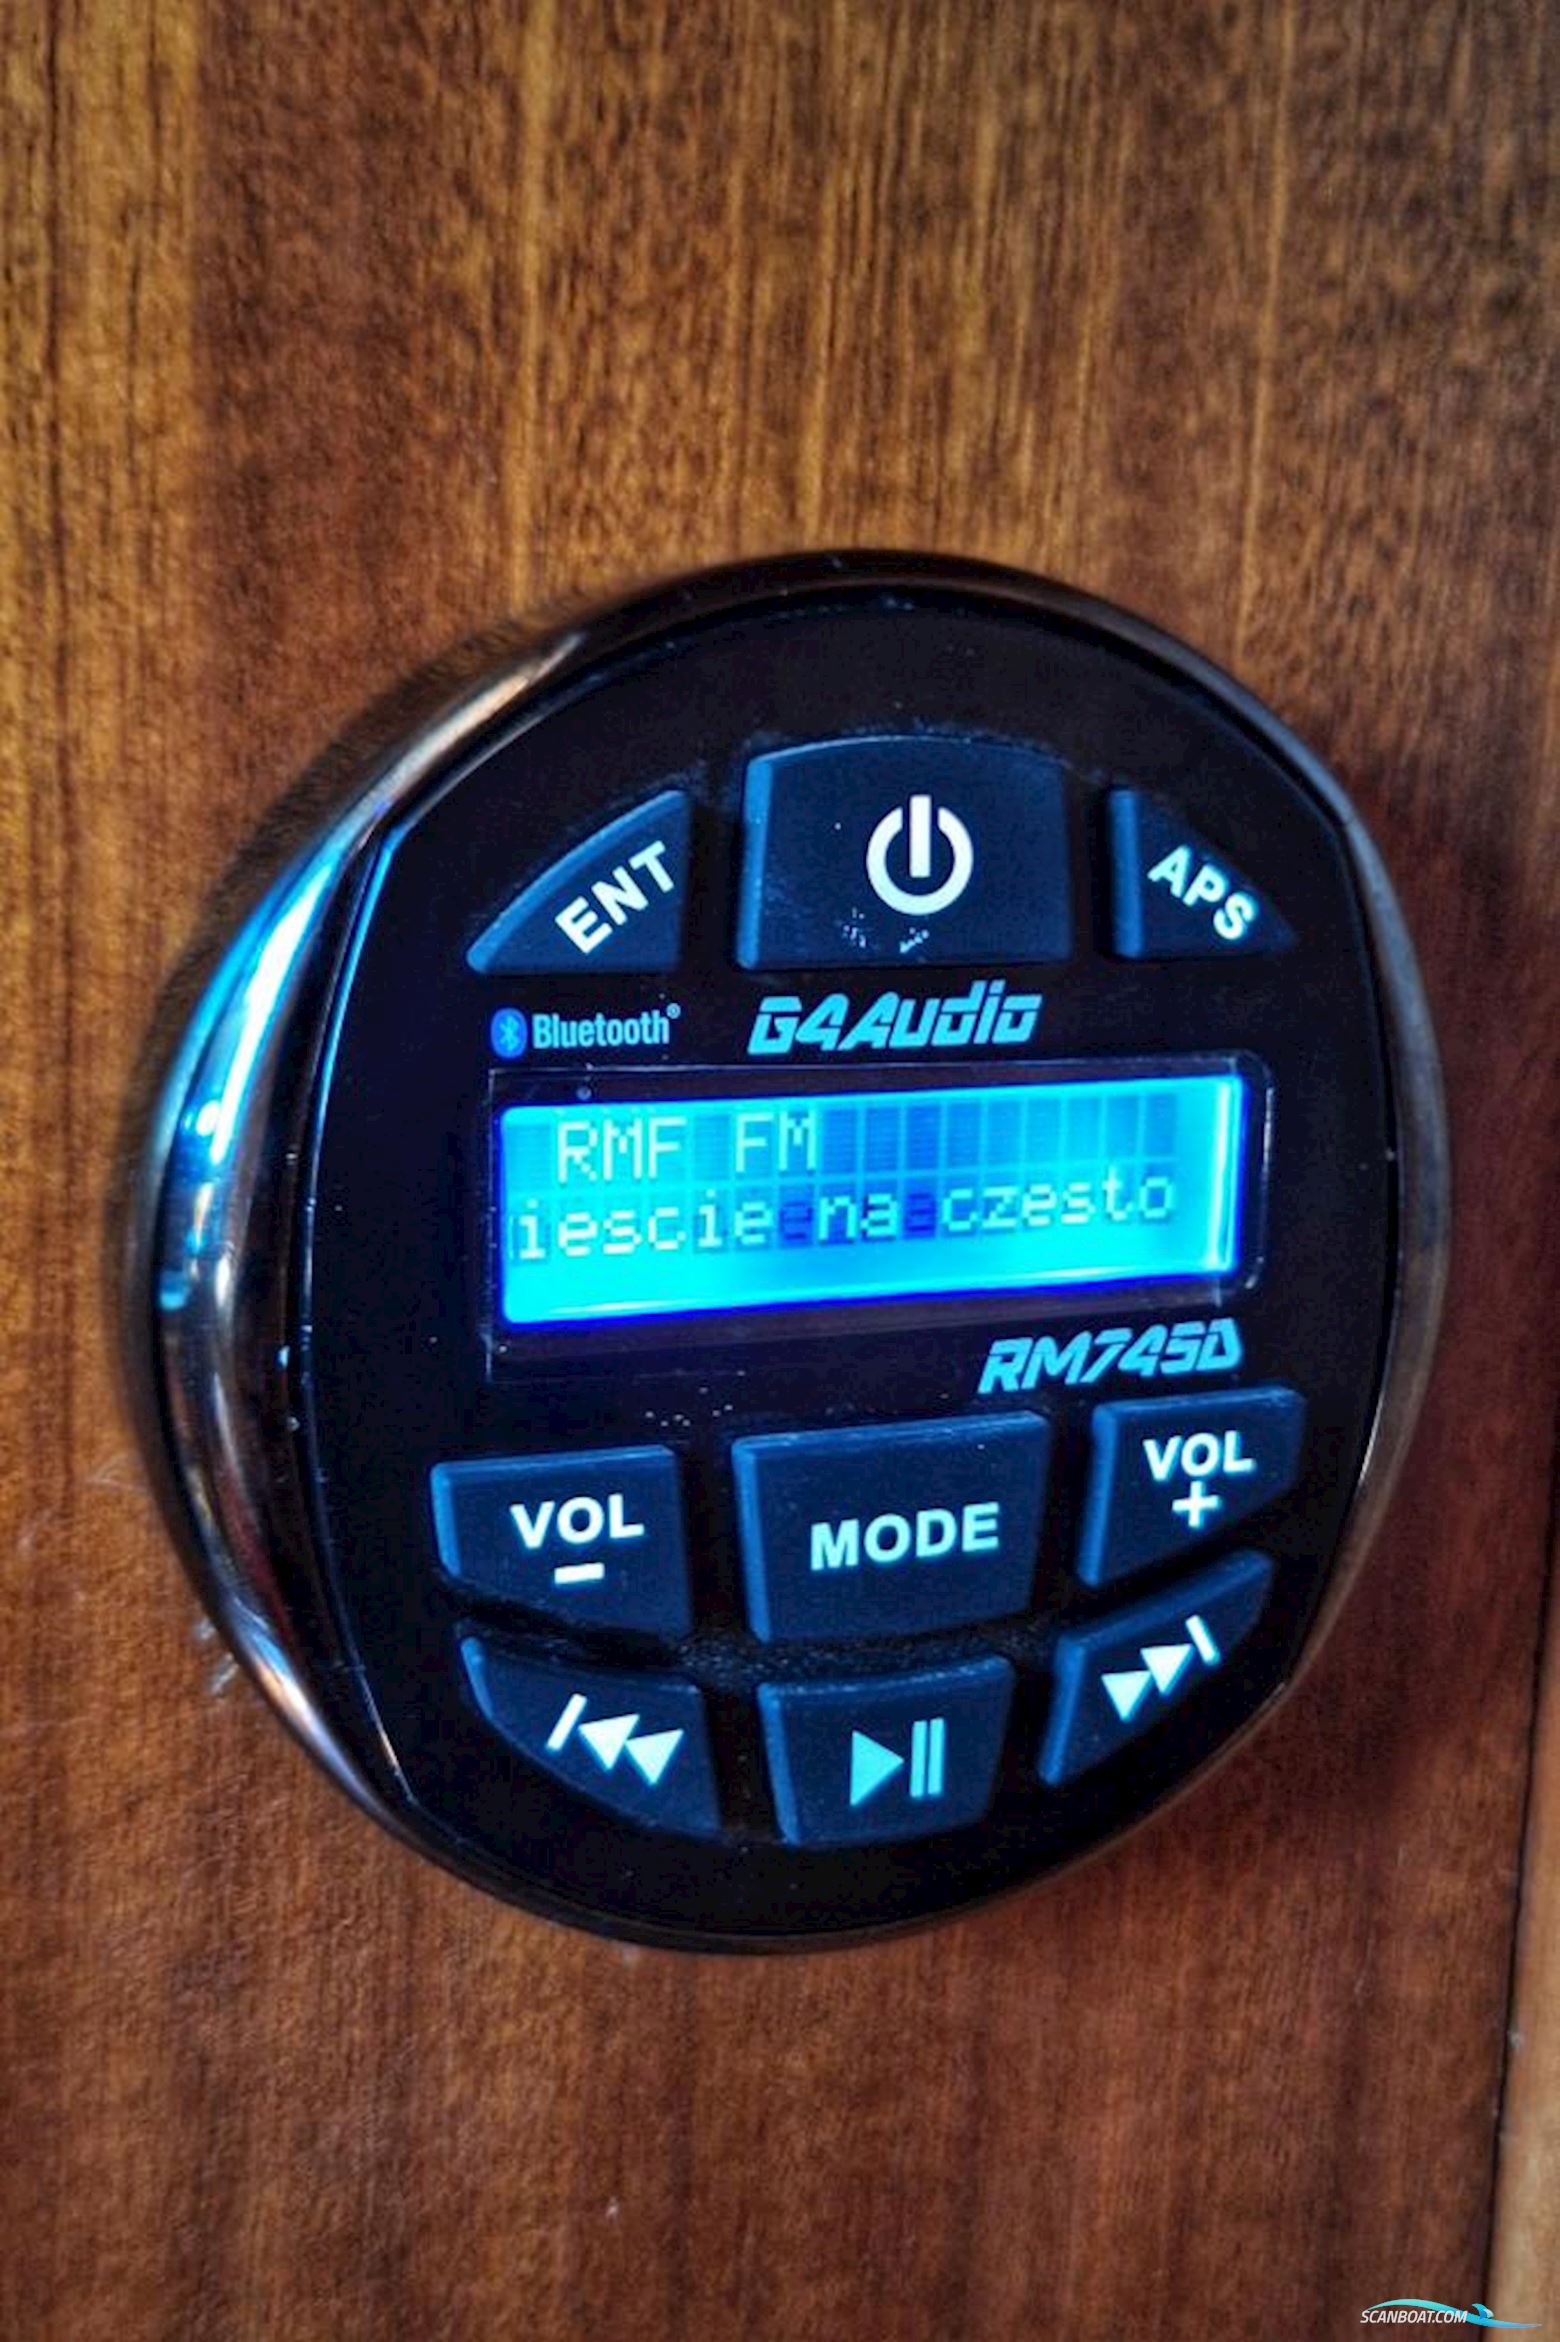 ENT
APS
Bluetooth®
G4Audio
RMF FM
iescie na czesto
RM745D
VOL
-
MODE
VOL
+
SCANBOAT.COM